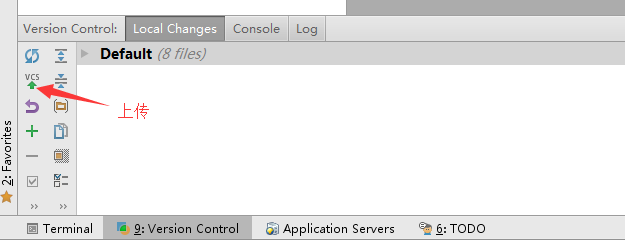 Version Control: Local Changes Console Log
Default (8 files)
VCS
上传
2: Favorites
Terminal 9: Version Control Application Servers 6: TODO